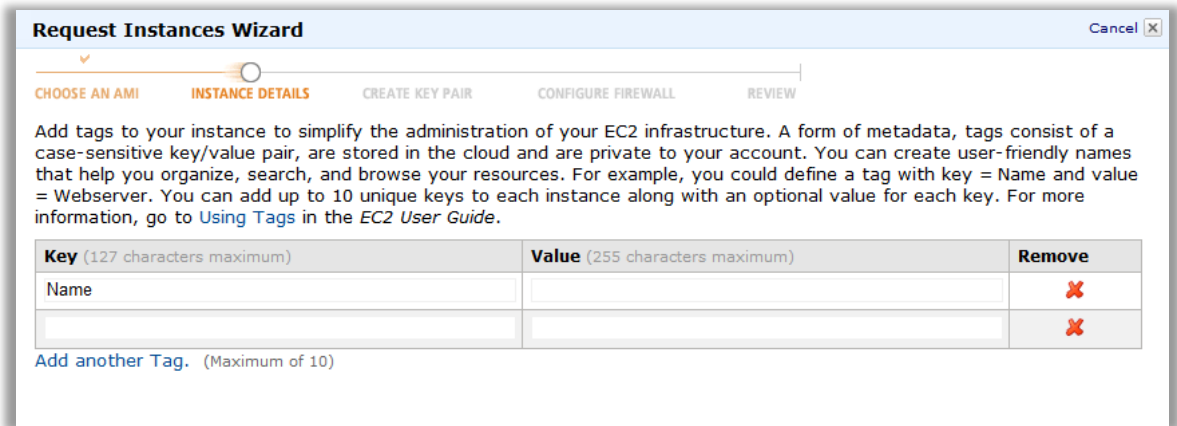 Request Instances Wizard
Cancel
CHOOSE AN AMI INSTANCE DETAILS CREATE KEY PAIR CONFIGURE FIREWALL REVIEW
Add tags to your instance to simplify the administration of your EC2 infrastructure. A form of metadata, tags consist of a
case-sensitive key/value pair, are stored in the cloud and are private to your account. You can create user-friendly names
that help you organize, search, and browse your resources. For example, you could define a tag with key = Name and value
= Webserver. You can add up to 10 unique keys to each instance along with an optional value for each key. For more
information, go to Using Tags in the EC2 User Guide.
Key (127 characters maximum) Value (255 characters maximum) Remove
Name
Add another Tag. (Maximum of 10)